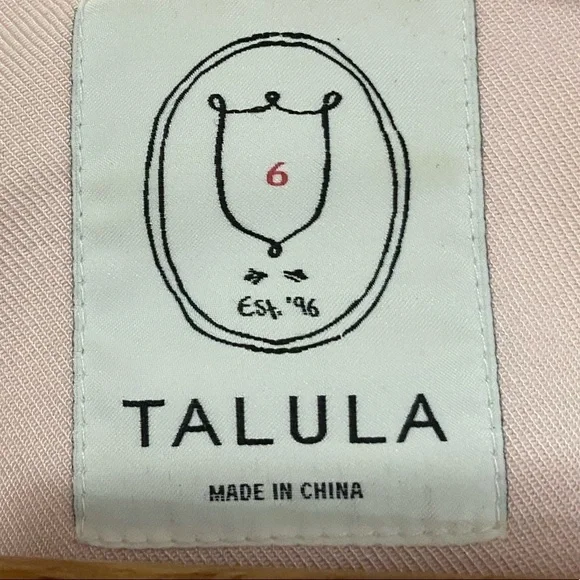 6
Est. '96
TALULA
MADE IN CHINA